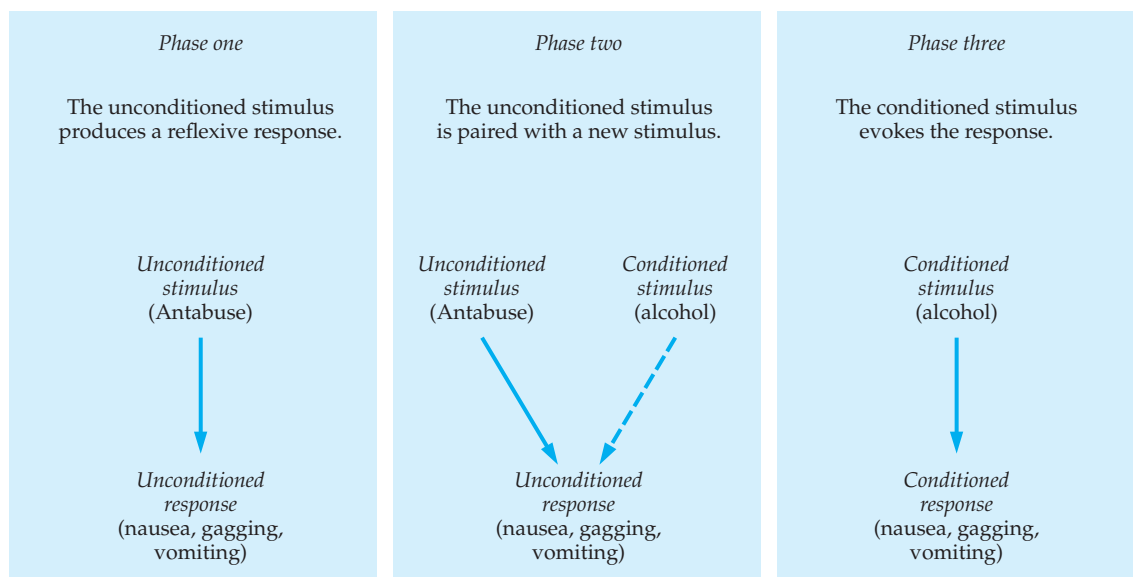 Phase one
The unconditioned stimulus
produces a reflexive response.
Unconditioned
stimulus
(Antabuse)
Unconditioned
response
(nausea, gagging,
vomiting)
Phase two
The unconditioned stimulus
is paired with a new stimulus.
Unconditioned
stimulus
(Antabuse)
Conditioned
stimulus
(alcohol)
Unconditioned
response
(nausea, gagging,
vomiting)
Phase three
The conditioned stimulus
evokes the response.
Conditioned
stimulus
(alcohol)
Conditioned
response
(nausea, gagging,
vomiting)